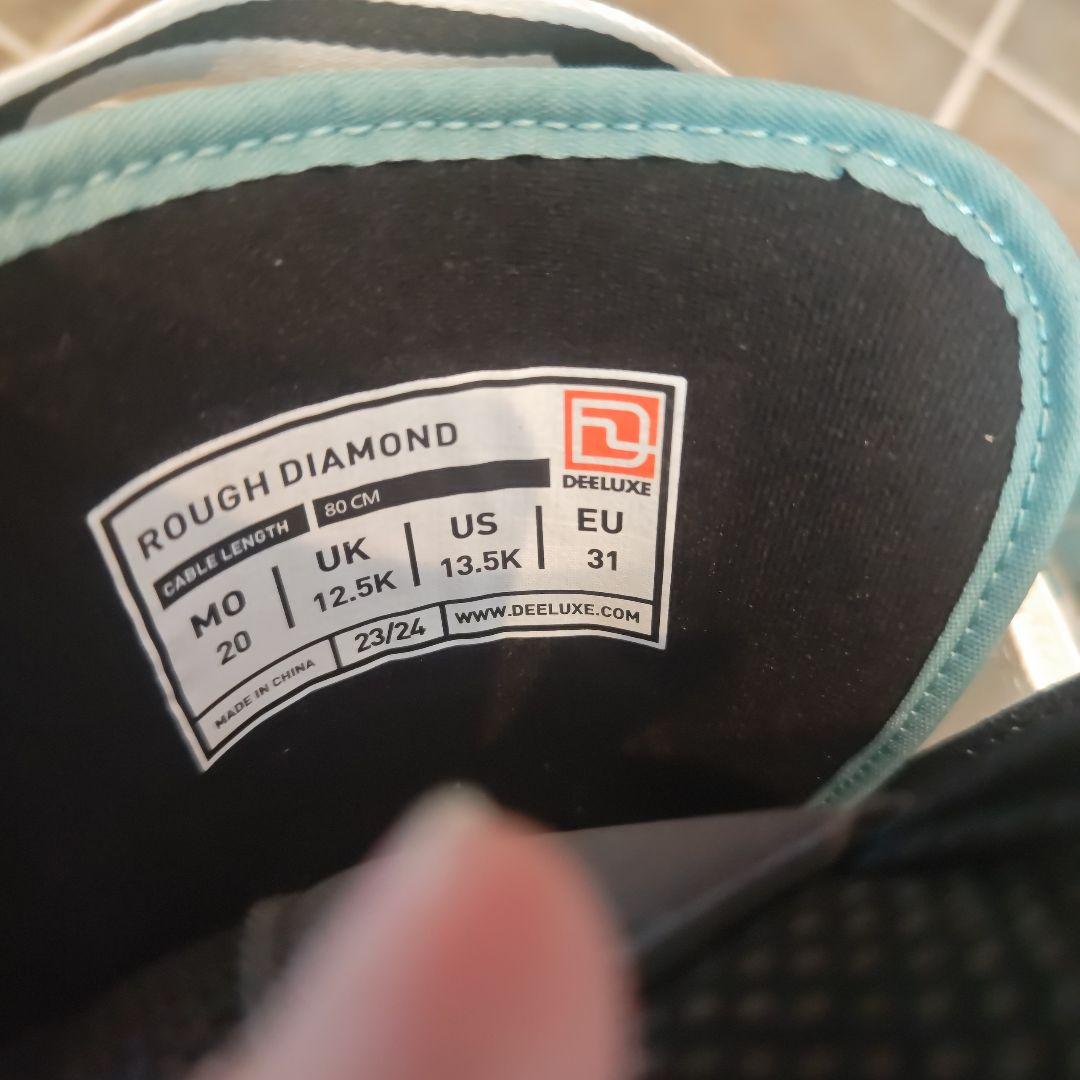 ROUGH DIAMOND
DEELUXE
CABLE LENGTH 80 CM
MO UK US EU
20 12.5K 13.5K 31
MADE IN CHINA 23/24 WWW.DEELUXE.COM